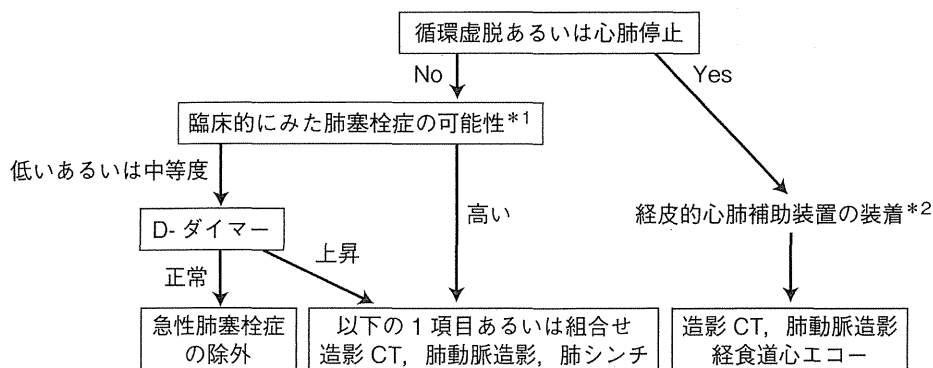 循環虚脱あるいは心肺停止
No
Yes
臨床的にみた肺塞栓症の可能性*1
低いあるいは中等度
高い
経皮的心肺補助装置の装着*2
D-ダイマー
上昇
正常
急性肺塞栓症
の除外
以下の1項目あるいは組合せ
造影CT，肺動脈造影，肺シンチ
造影CT，肺動脈造影
経食道心エコー